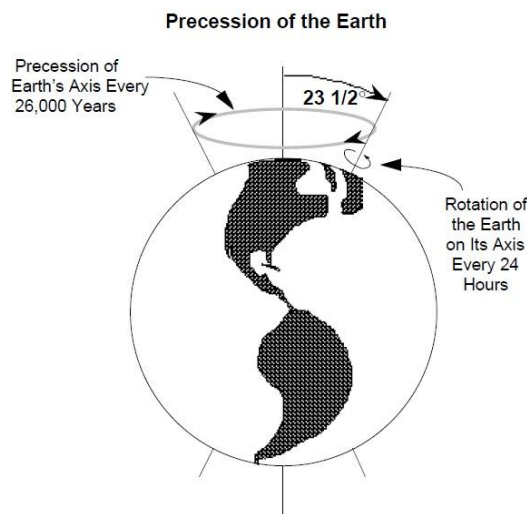 Precession of the Earth
Precession of
Earth's Axis Every
26,000 Years
23 1/2°
Rotation of
the Earth
on Its Axis
Every 24
Hours